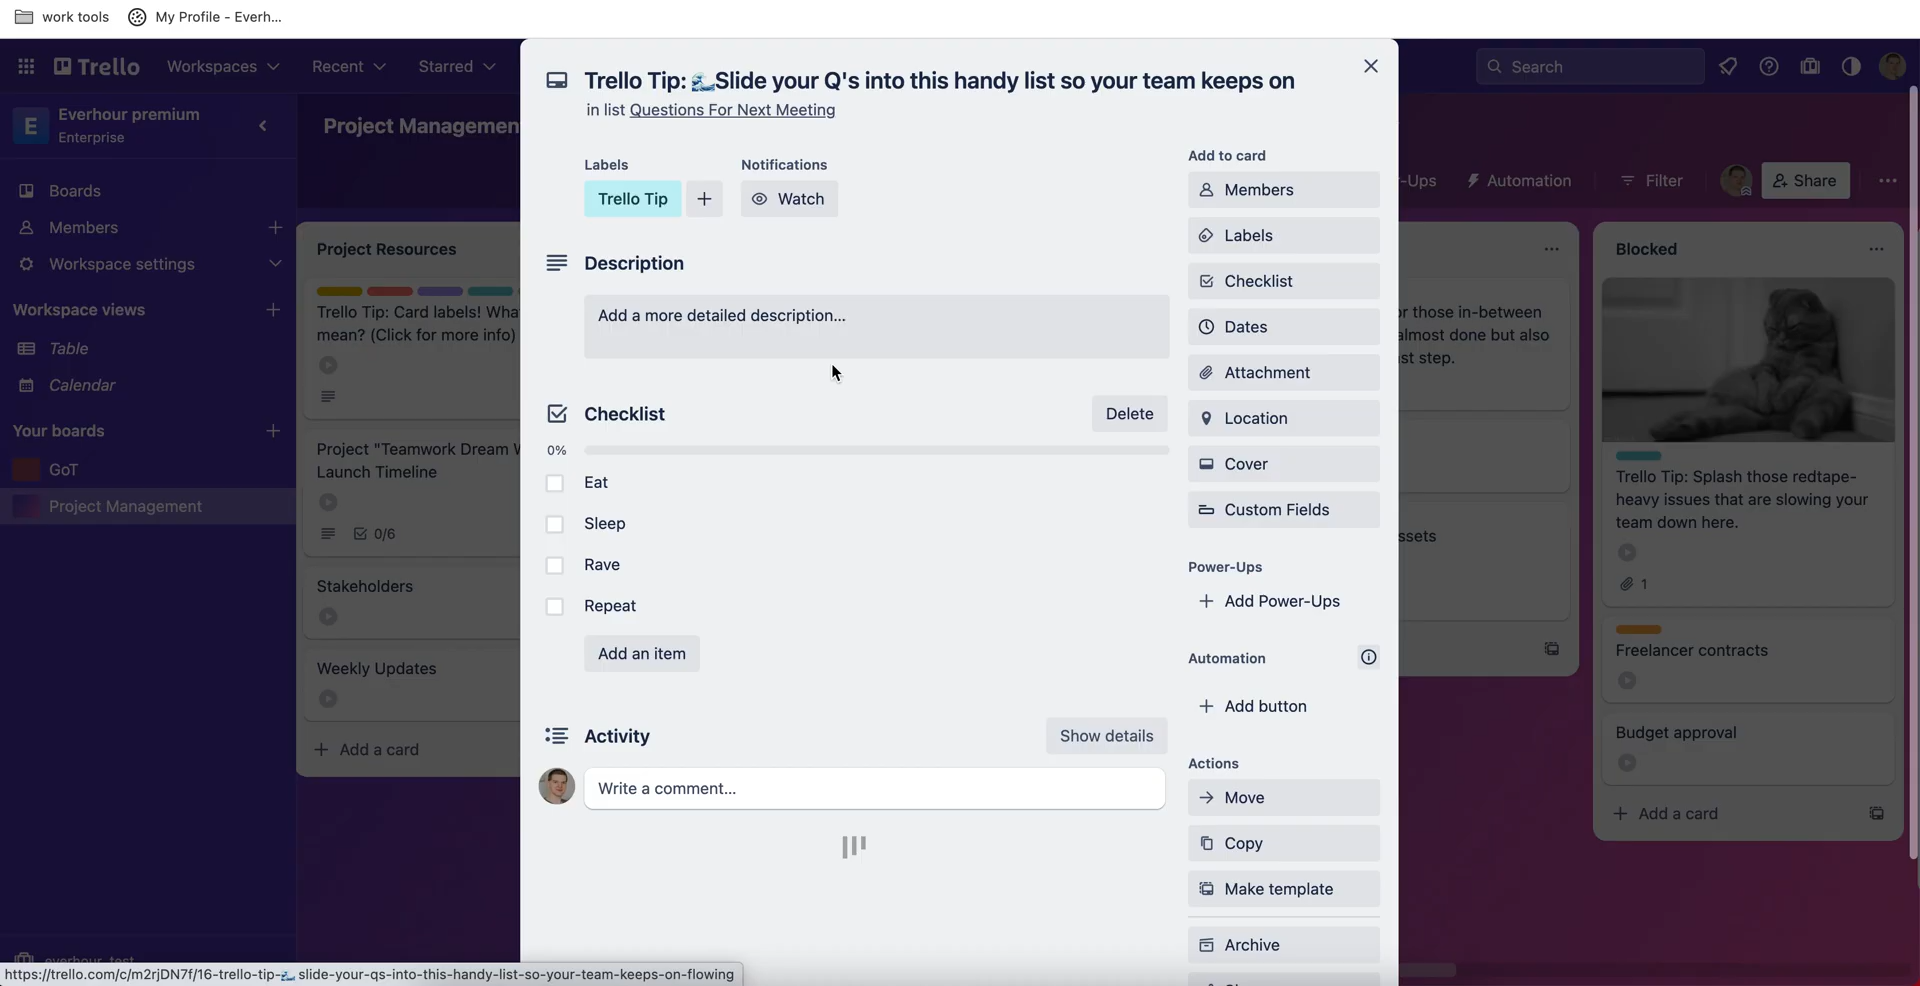 work tools
My Profile - Everh...
Trello
Workspaces
Recent
Starred
Search
E
Everhour premium
Enterprise
Boards
Members
Workspace settings
Workspace views
Table
Calendar
Your boards
GoT
Project Management
Project Managemen
-Ups
Automation
Filter
Share
Project Resources
Trello Tip: Card labels! Wha
mean? (Click for more info)
Project "Teamwork Dream W
Launch Timeline
0/6
Stakeholders
Weekly Updates
Add a card
Trello Tip: 🌊Slide your Q's into this handy list so your team keeps on
in list Questions For Next Meeting
Labels
Trello Tip
Notifications
Watch
Description
Add a more detailed description...
Checklist
Delete
0%
Eat
Sleep
Rave
Repeat
Add an item
Activity
Show details
Write a comment...
Add to card
Members
Labels
Checklist
Dates
Attachment
Location
Cover
Custom Fields
Power-Ups
Add Power-Ups
Automation
Add button
Actions
Move
Copy
Make template
Archive
or those in-between
almost done but also
st step.
ssets
Blocked
Trello Tip: Splash those redtape-
heavy issues that are slowing your
team down here.
1
Freelancer contracts
Budget approval
Add a card
https://trello.com/c/m2rjDN7f/16-trello-tip-🌊slide-your-qs-into-this-handy-list-so-your-team-keeps-on-flowing